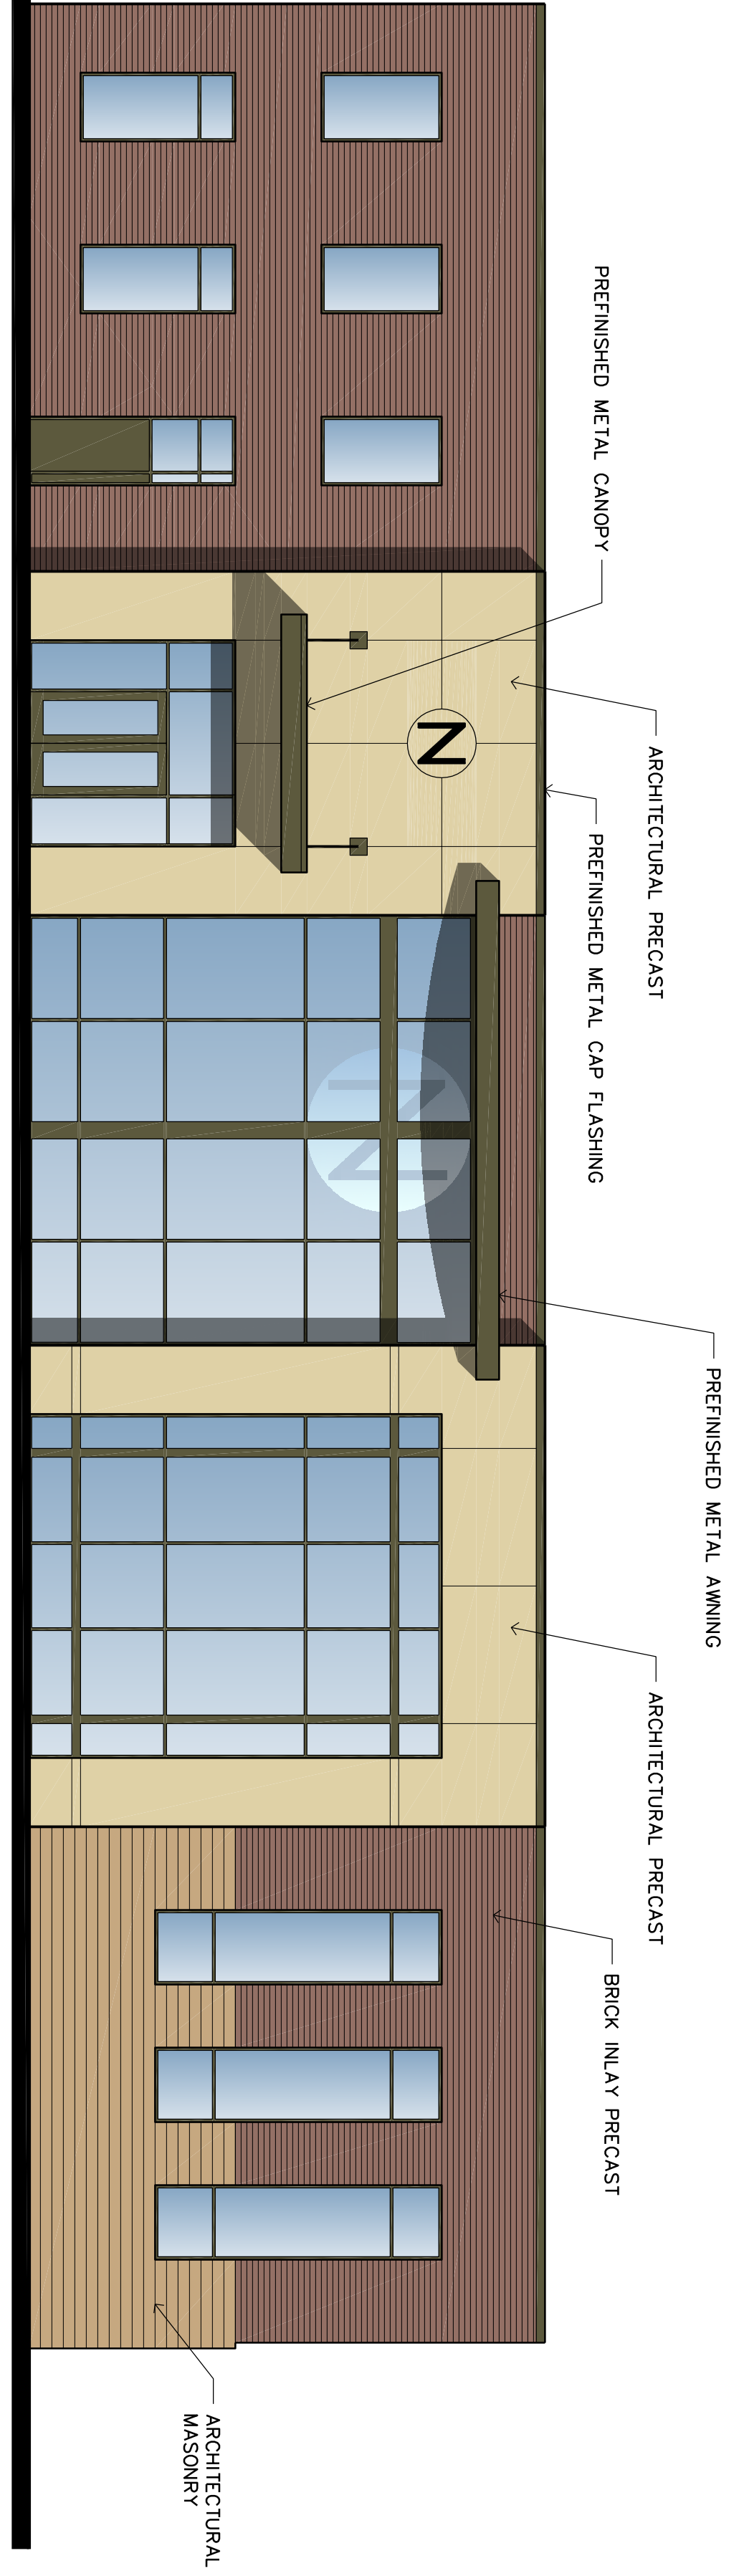 PREFINISHED METAL AWNING
ARCHITECTURAL PRECAST
ARCHITECTURAL PRECAST
PREFINISHED METAL CANOPY
PREFINISHED METAL CAP FLASHING
BRICK INLAY PRECAST
N
N
ARCHITECTURAL
MASONRY